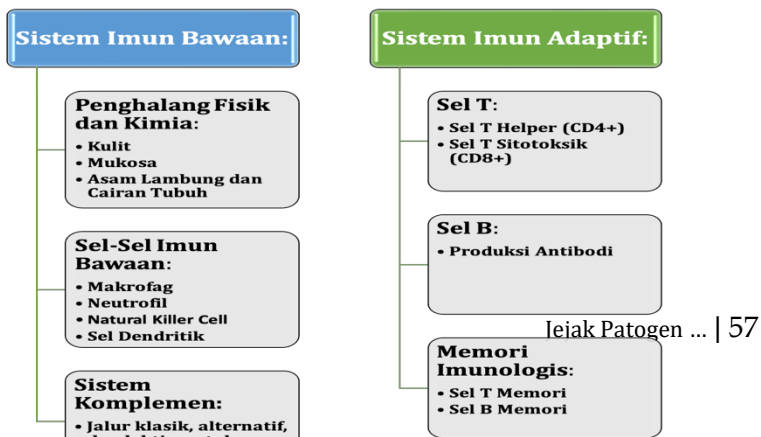 Sistem Imun Bawaan:
Penghalang Fisik
dan Kimia:
• Kulit
• Mukosa
• Asam Lambung dan
Cairan Tubuh
Sel-Sel Imun
Bawaan:
• Makrofag
• Neutrofil
• Natural Killer Cell
• Sel Dendritik
Sistem
Komplemen:
• Jalur klasik, alternatif,
Sistem Imun Adaptif:
Sel T:
• Sel T Helper (CD4+)
• Sel T Sitotoksik
(CD8+)
Sel B:
• Produksi Antibodi
Memori
Imunologis:
• Sel T Memori
• Sel B Memori
Jejak Patogen ... | 57